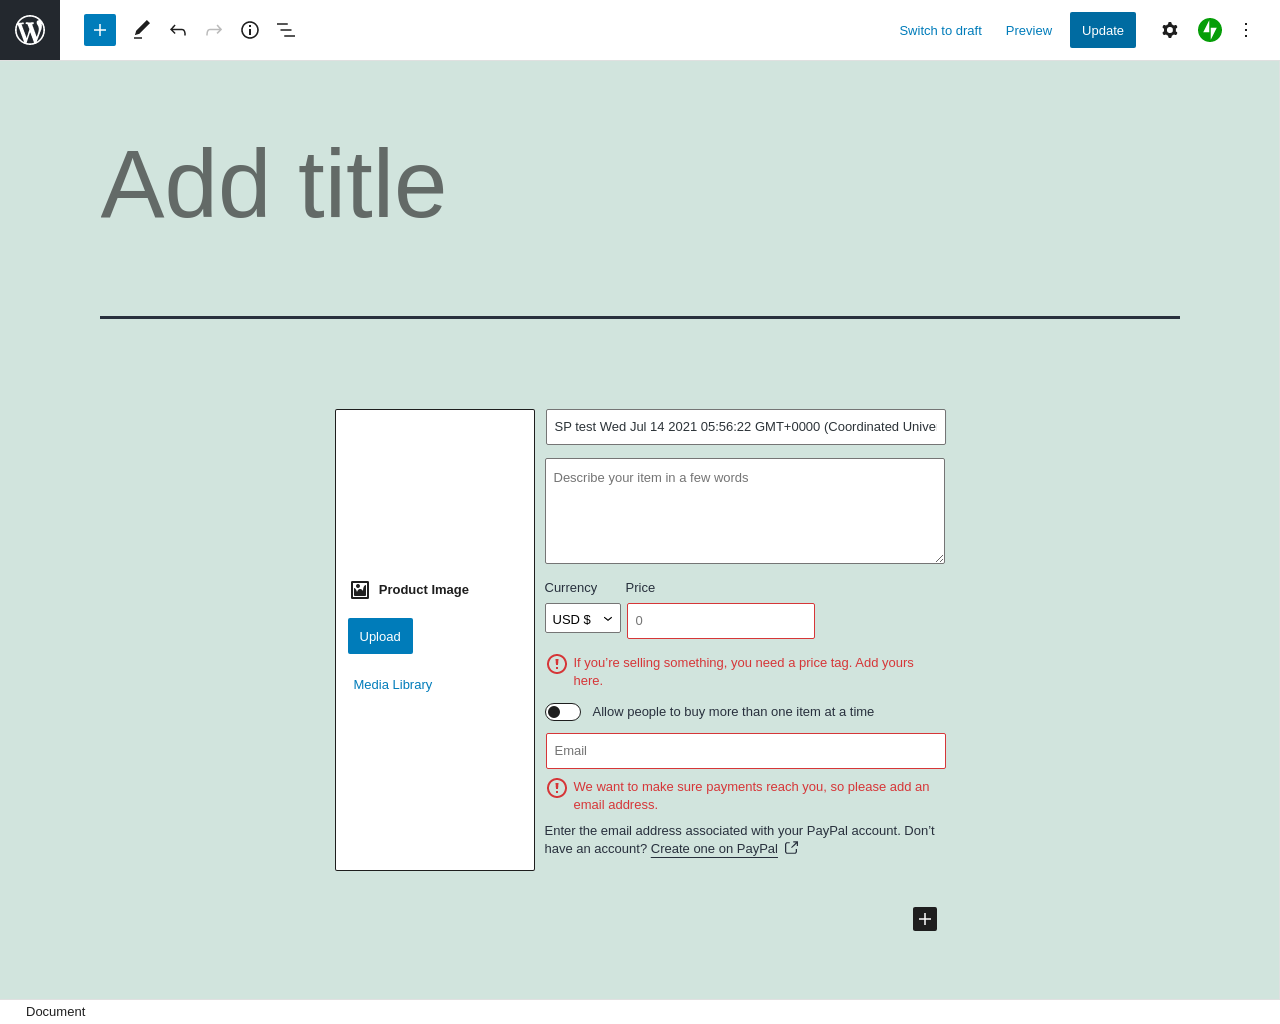 Switch to draft Preview Update
Add title
SP test Wed Jul 14 2021 05:56:22 GMT+0000 (Coordinated Unive
Describe your item in a few words
Product Image
Upload
Media Library
Currency Price
USD $ 0
If you’re selling something, you need a price tag. Add yours
here.
Allow people to buy more than one item at a time
Email
We want to make sure payments reach you, so please add an
email address.
Enter the email address associated with your PayPal account. Don’t
have an account? Create one on PayPal
Document